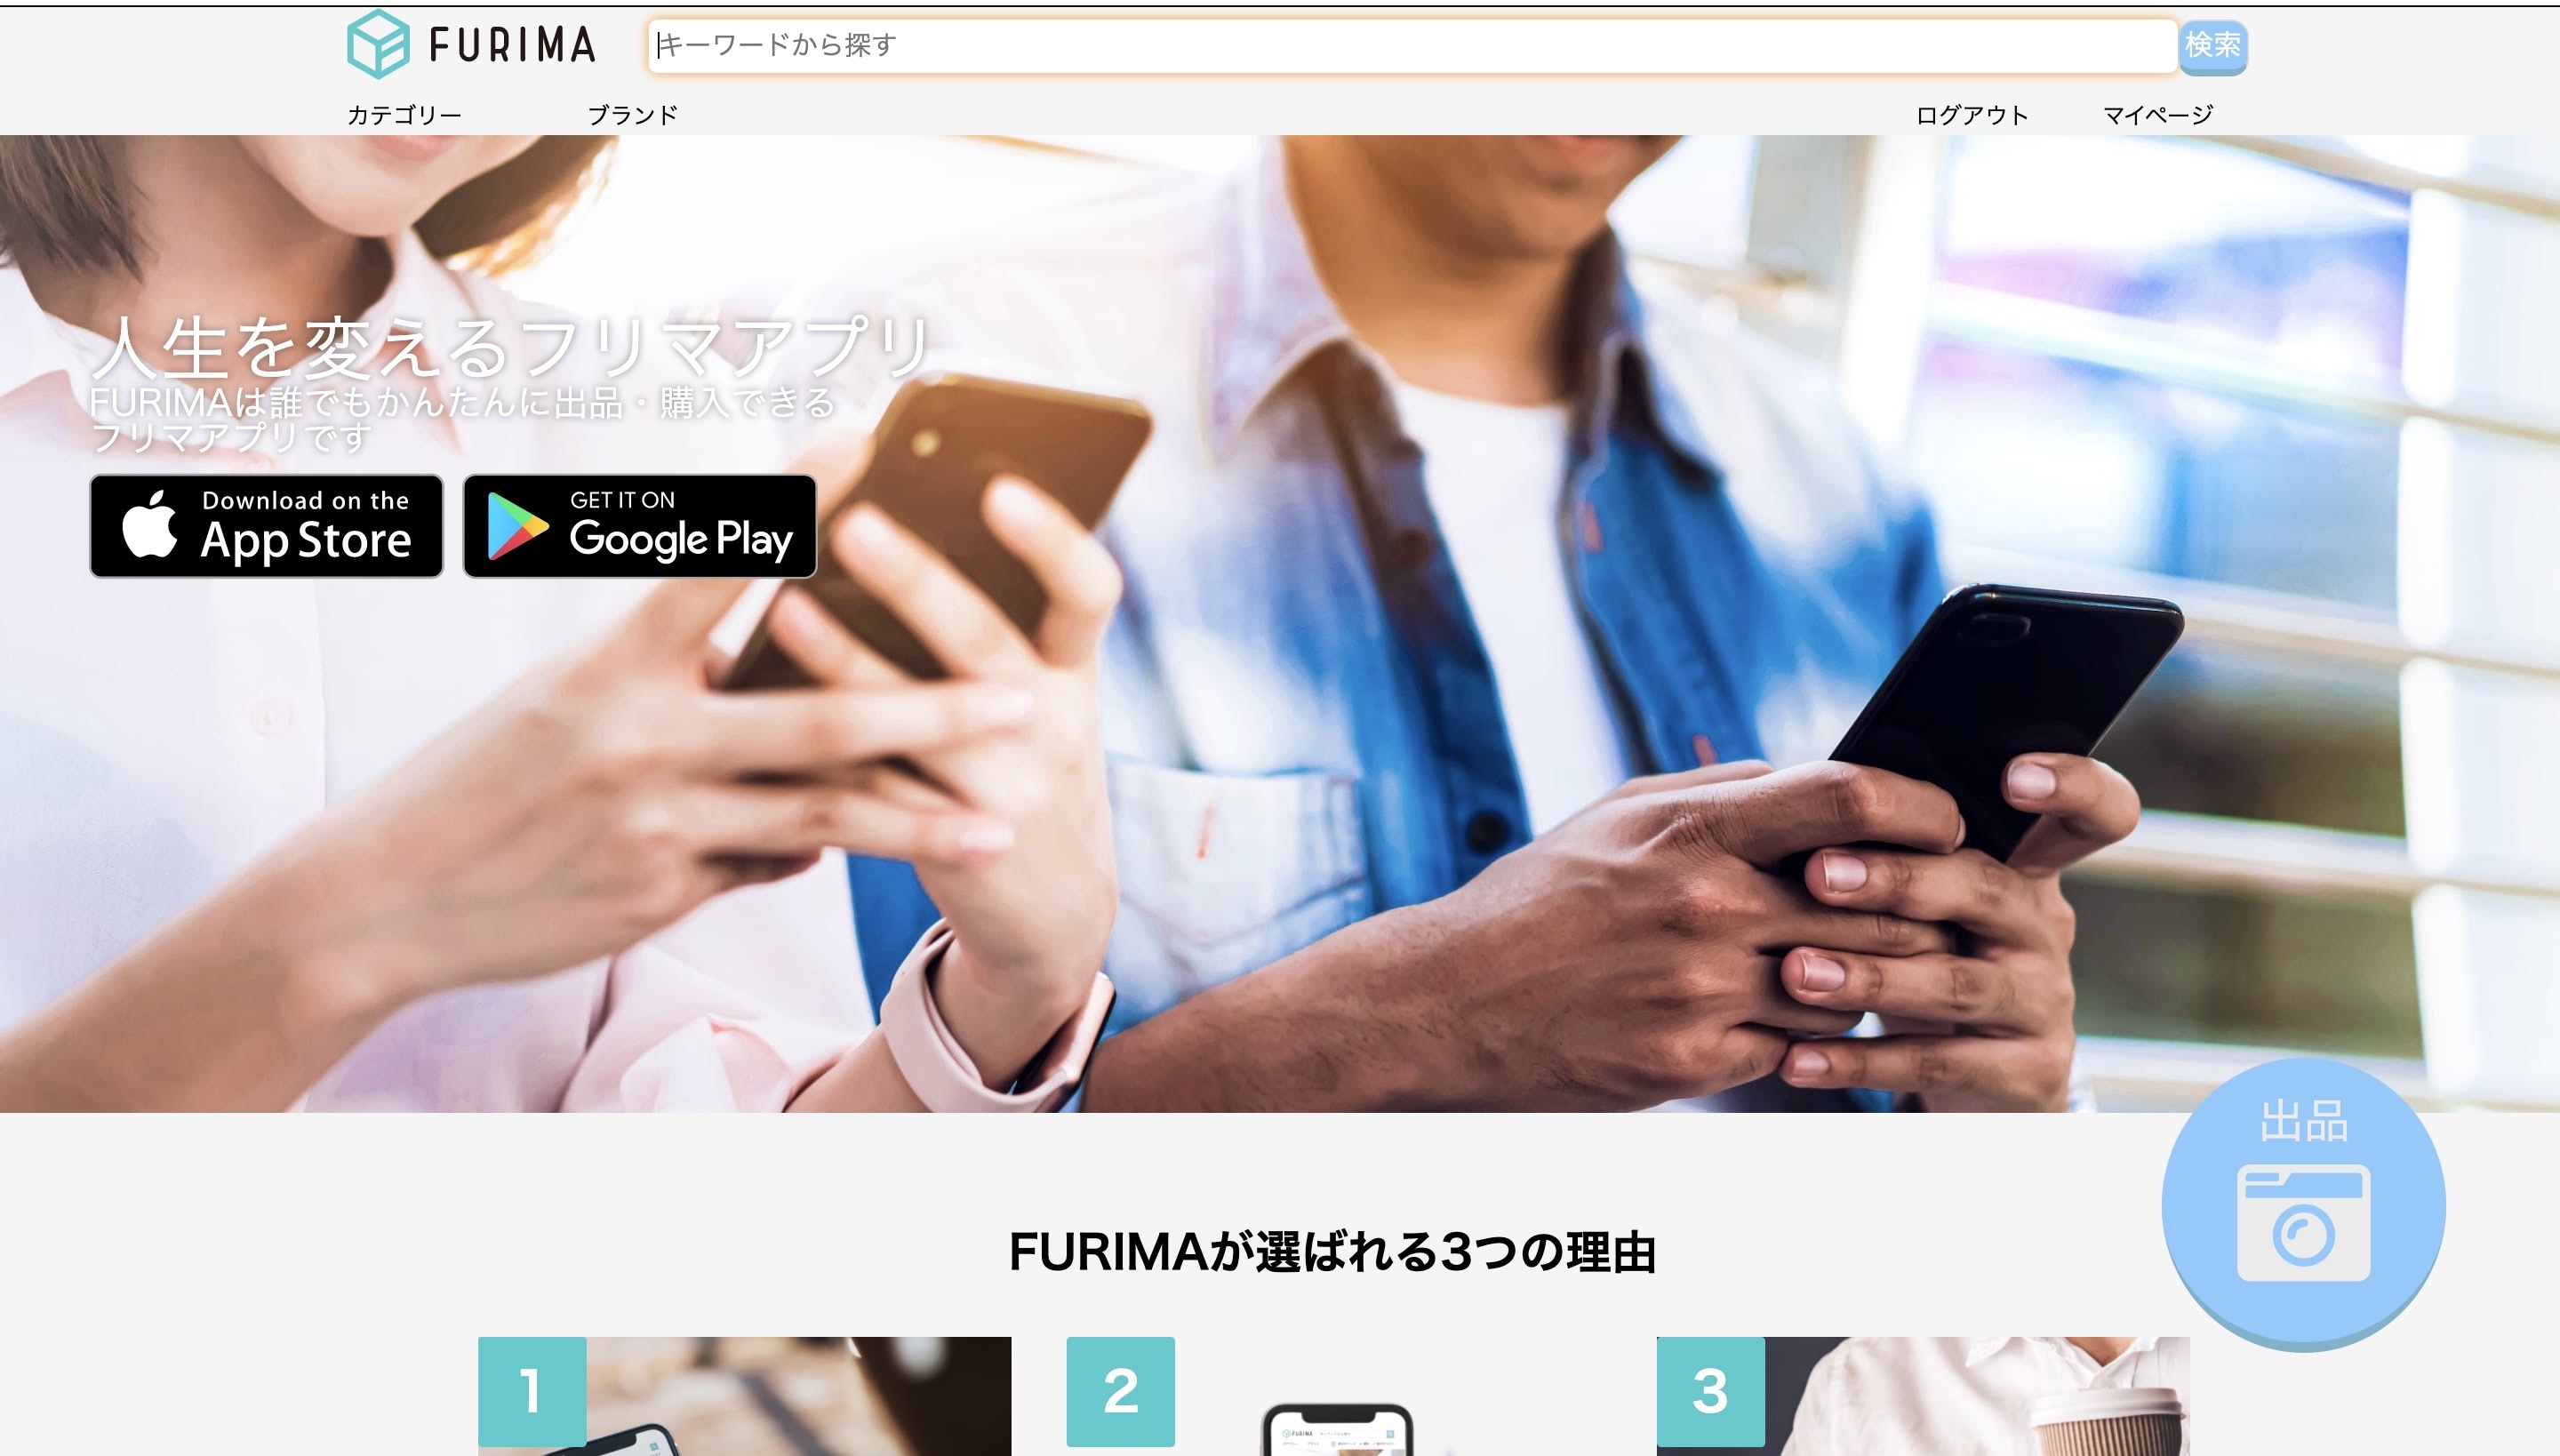 FURIMA
キーワードから探す
検索
カテゴリー
ブランド
ログアウト
マイページ
人生を変えるフリマアプリ
FURIMAは誰でもかんたんに出品・購入できる
フリマアプリです
Download on the
App Store
GET IT ON
Google Play
出品
FURIMAが選ばれる3つの理由
1
2
3
FURIMA